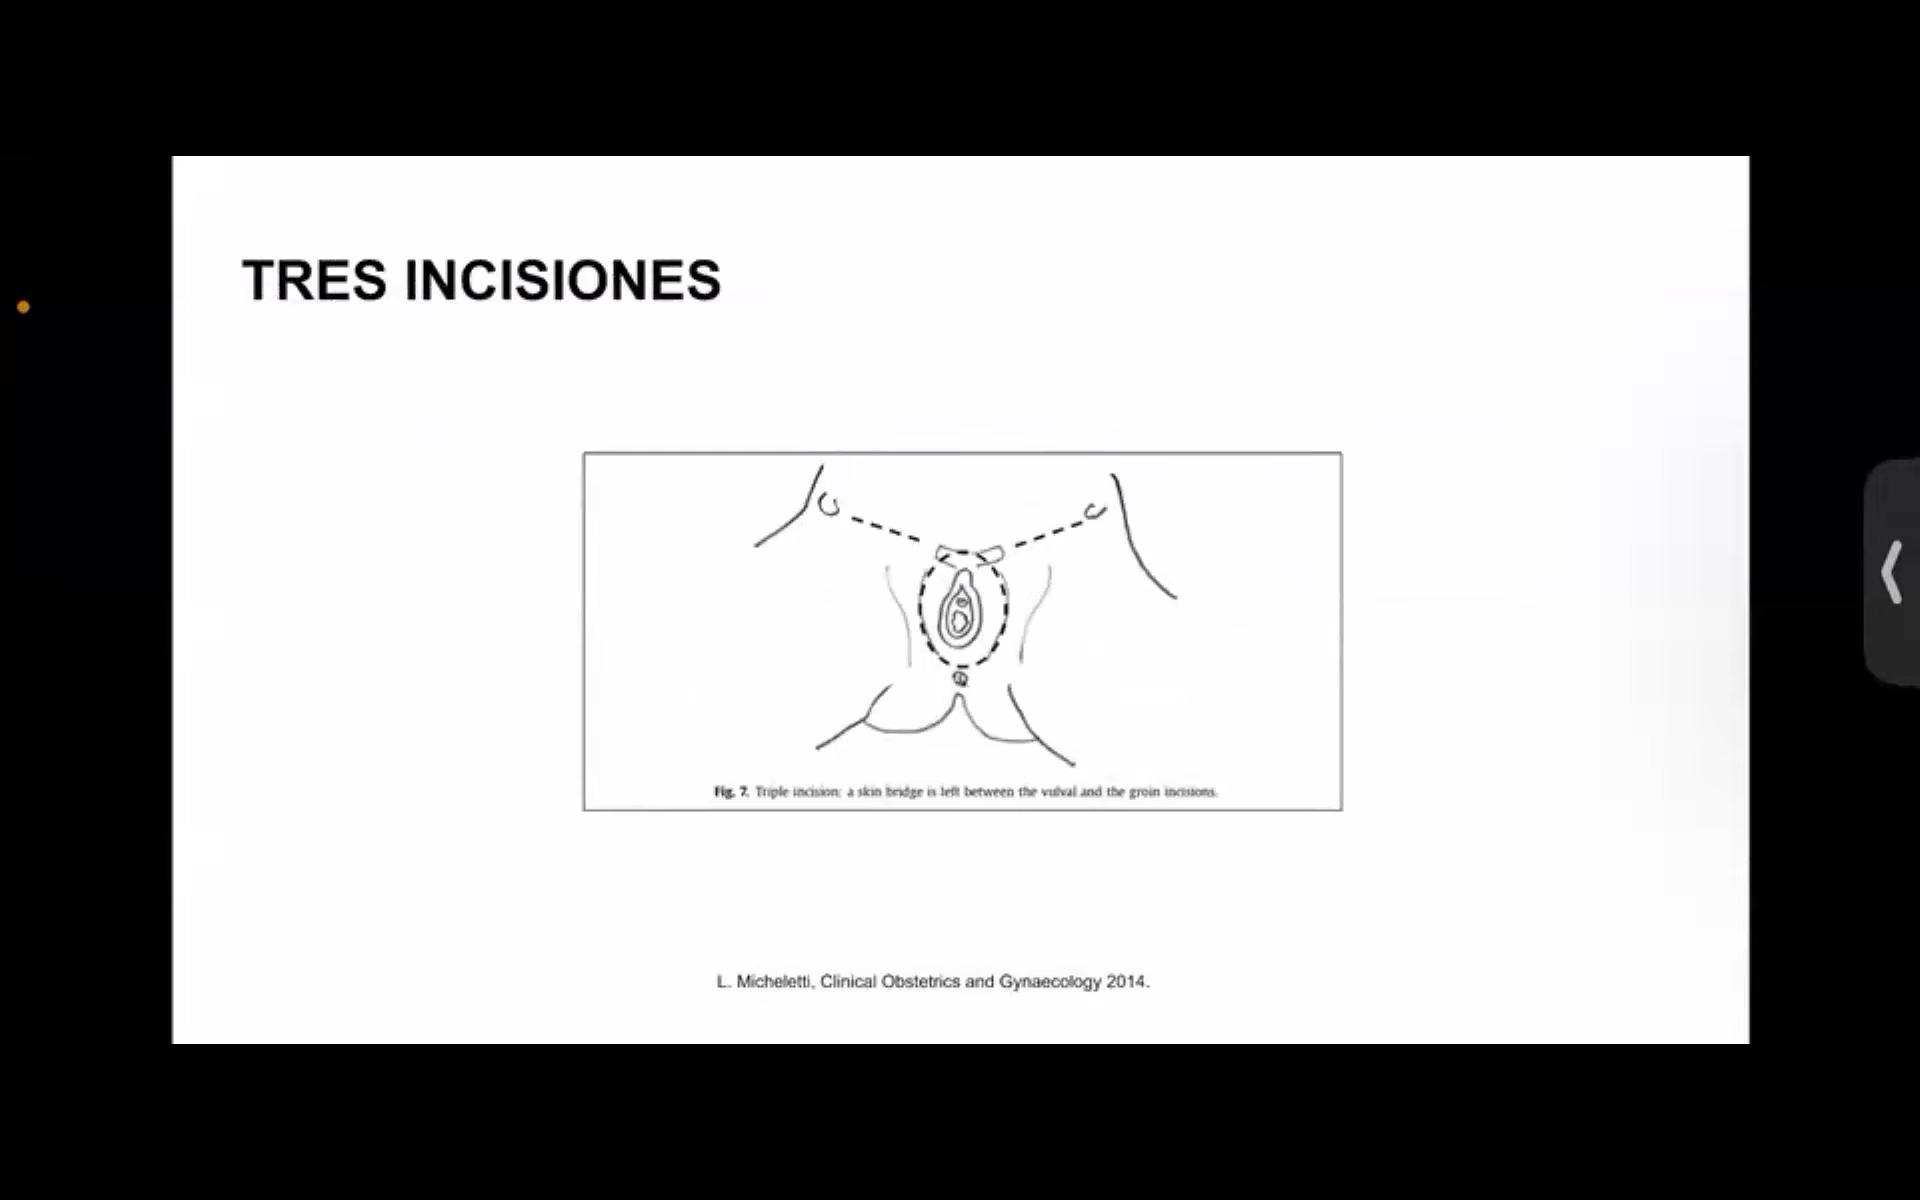 TRES INCISIONES
Fig. 7. Triple incision: a skin bridge is left between the vulval and the groin incisions.
L. Micheletti, Clinical Obstetrics and Gynaecology 2014.